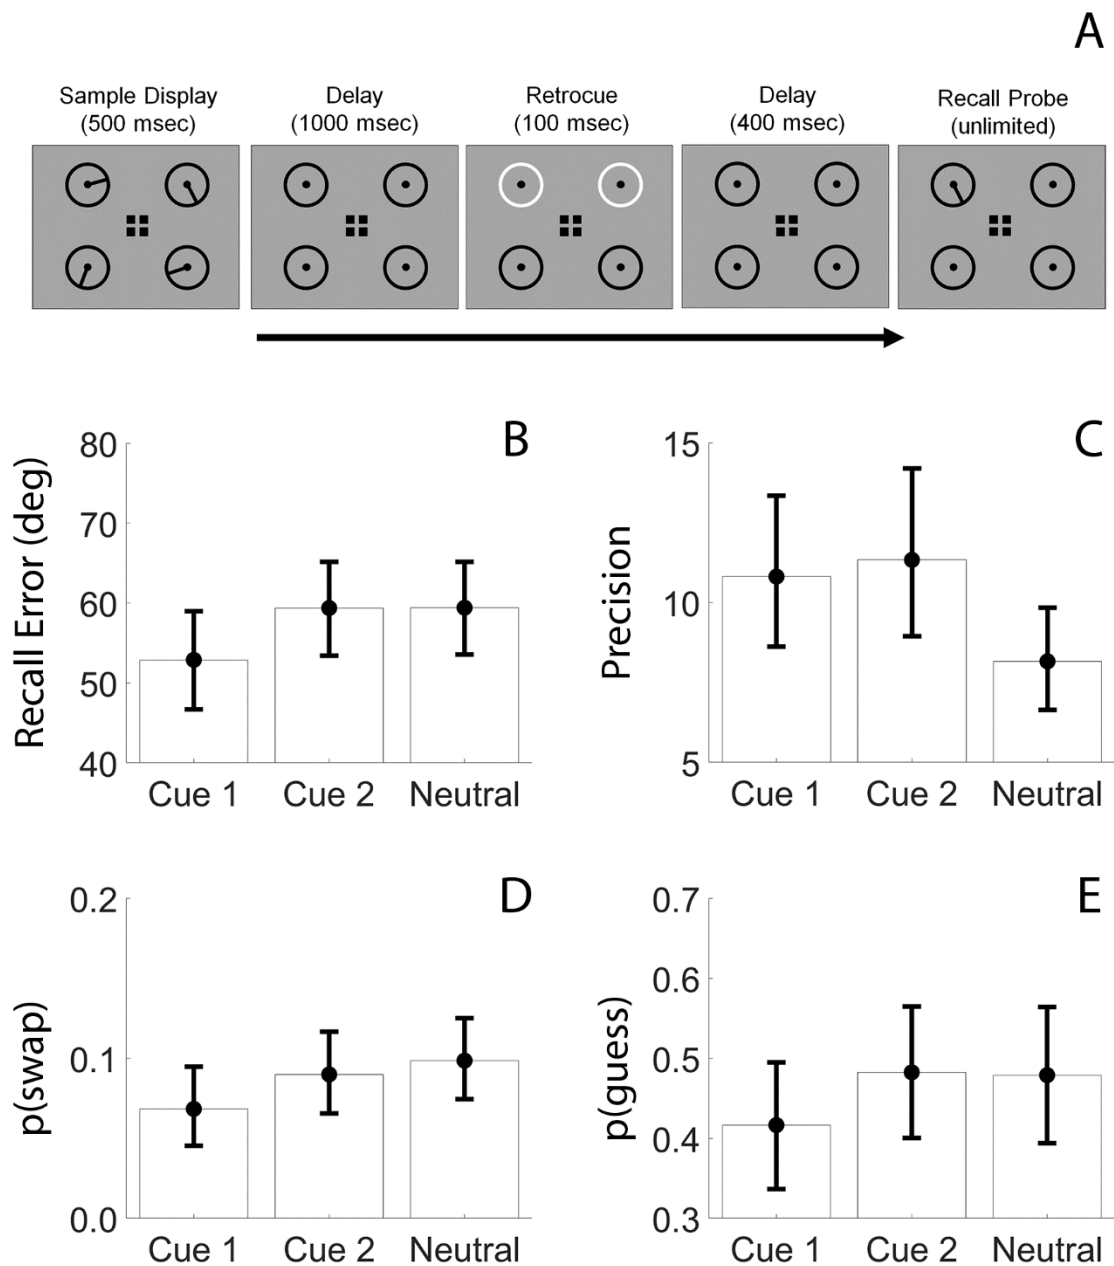 A
Sample Display
(500 msec)
Delay
(1000 msec)
Retrocue
(100 msec)
Delay
(400 msec)
Recall Probe
(unlimited)
B
Recall Error (deg)
80
70
60
50
40
Cue 1 Cue 2 Neutral
C
Precision
15
10
5
Cue 1 Cue 2 Neutral
D
p(swap)
0.2
0.1
0.0
Cue 1 Cue 2 Neutral
E
p(guess)
0.7
0.6
0.5
0.4
0.3
Cue 1 Cue 2 Neutral